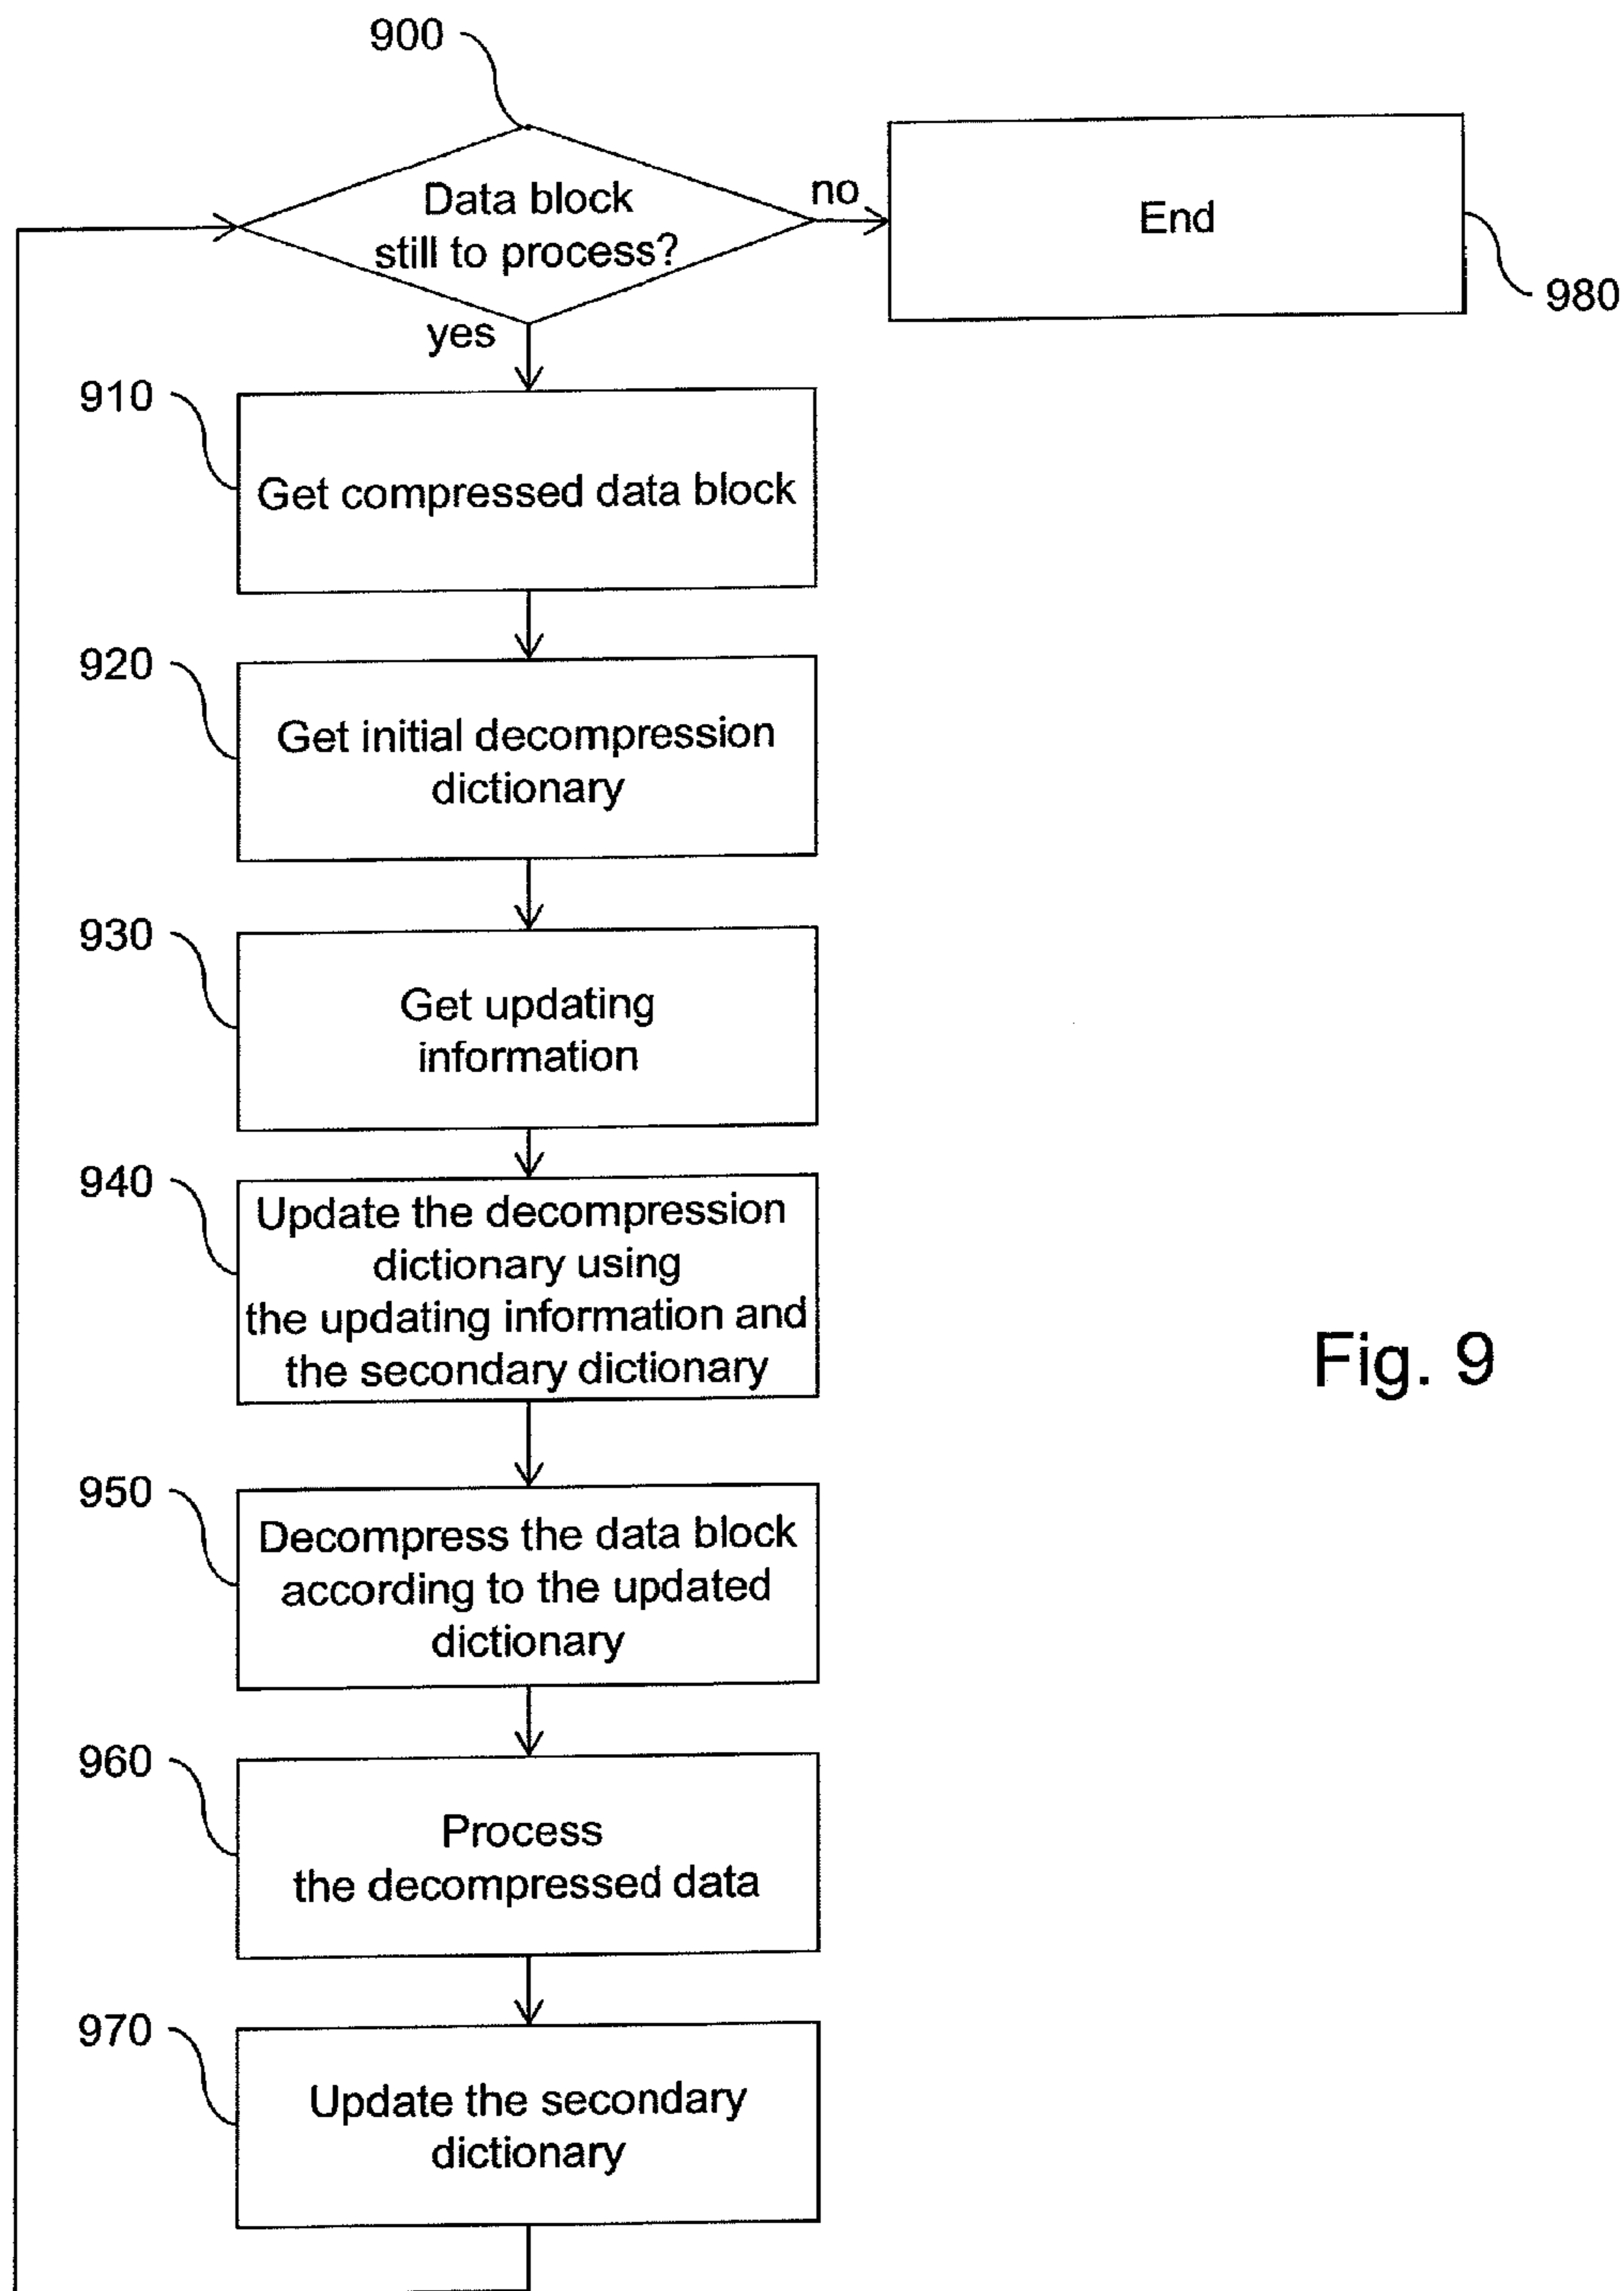 900
Data block
still to process?
no
End
980
yes
910
Get compressed data block
920
Get initial decompression
dictionary
930
Get updating
information
940
Update the decompression
dictionary using
the updating information and
the secondary dictionary
Fig. 9
950
Decompress the data block
according to the updated
dictionary
960
Process
the decompressed data
970
Update the secondary
dictionary